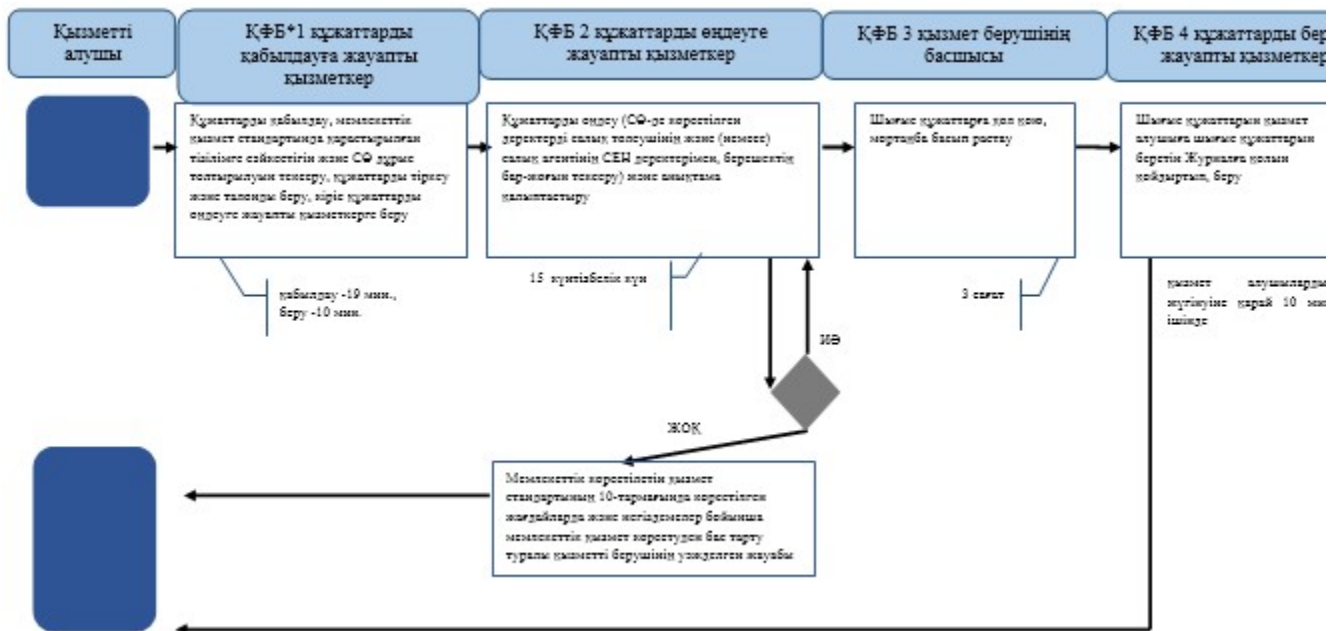 Қызметті
алушы
ҚФБ*1 құжаттарды
қабылдауға жауапты
қызметкер
ҚФБ 2 құжаттарды өңдеуге
жауапты қызметкер
ҚФБ 3 қызмет берушінің
басшысы
ҚФБ 4 құжаттарды бер
жауапты қызметкер
Құжаттарды қабылдау, мемлекеттік
қызмет стандартында қарастырылған
тізілімге сәйкестігін және СӨ дұрыс
толтырылуын тексеру, құжаттарды тіркеу
және талонды беру, кіріс құжаттарды
өңдеуге жауапты қызметкерге беру
Құжаттарды өңдеу (СӨ-де көрсетілген
деректерді салық төлеушінің және (немесе)
салық агентінің СЕН деректерімен, берешектің
бар-жоғын тексеру) және анықтама
қалыптастыру
Шығыс құжаттарға қол қою,
мөртаңба басып растау
Шығыс құжаттарын қызмет
алушыға шығыс құжаттарын
беретін Журналға қолын
қойдыртып, беру
қабылдау -19 мин.,
беру -10 мин.
15 күнтізбелік күн
3 сағат
қызмет алушыларды
жүгінуіне қарай 10 мин
ішінде
ИӘ
ЖОҚ
Мемлекеттік көрсетілетін қызмет
стандартының 10-тармағында көрсетілген
жағдайларда және негіздемелер бойынша
мемлекеттік қызмет көрсетуден бас тарту
туралы қызметті берушінің уәжделген жауабы